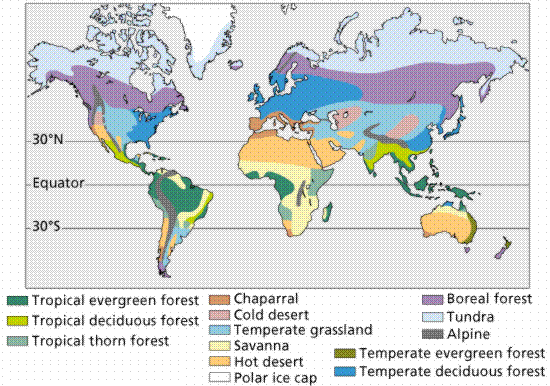 30°N
Equator
30°S
Tropical evergreen forest
Tropical deciduous forest
Tropical thorn forest
Chaparral
Cold desert
Temperate grassland
Savanna
Hot desert
Polar ice cap
Boreal forest
Tundra
Alpine
Temperate evergreen forest
Temperate deciduous forest